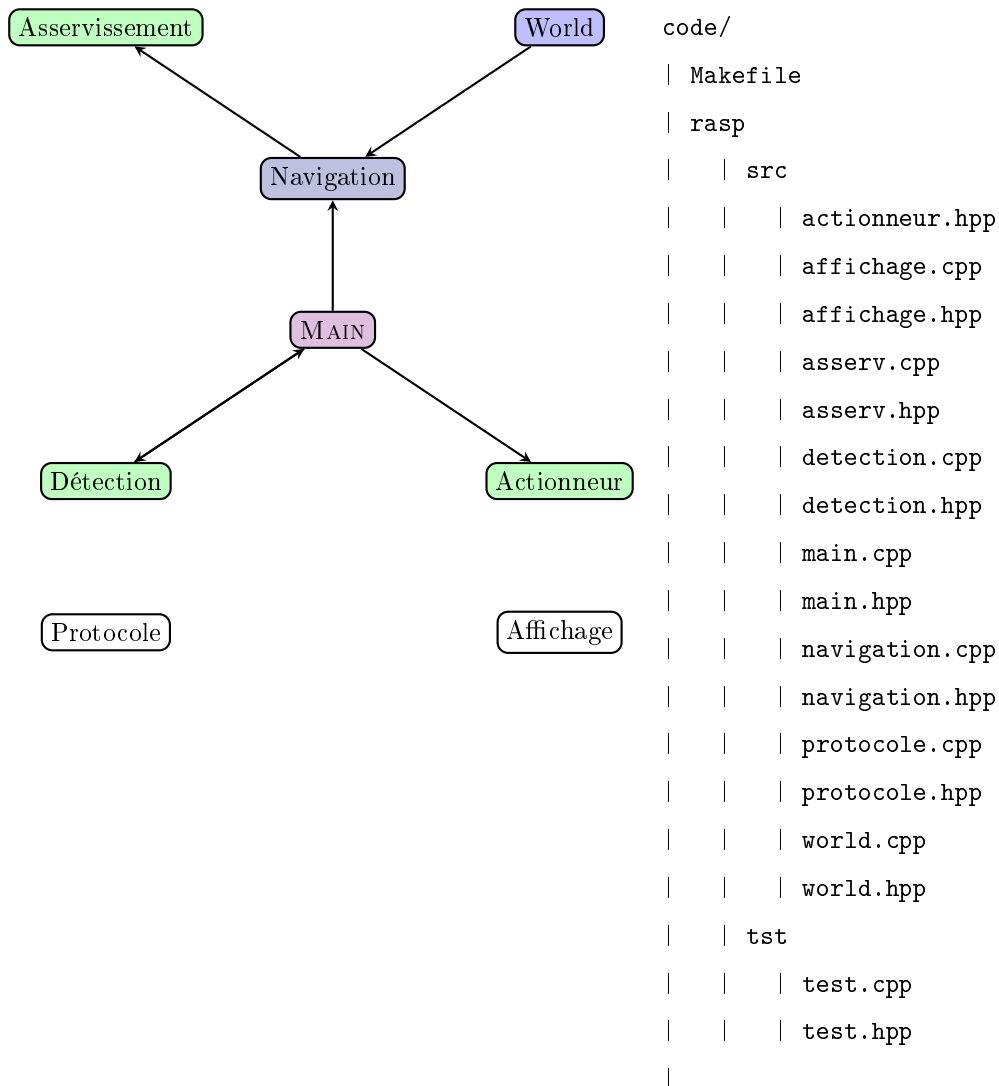 Asservissement
World
Navigation
MAIN
Détection
Actionneur
Protocole
Affichage
code/
| Makefile
| rasp
| | src
| | | actionneur.hpp
| | | affichage.cpp
| | | affichage.hpp
| | | asserv.cpp
| | | asserv.hpp
| | | detection.cpp
| | | detection.hpp
| | | main.cpp
| | | main.hpp
| | | navigation.cpp
| | | navigation.hpp
| | | protocole.cpp
| | | protocole.hpp
| | | world.cpp
| | | world.hpp
| | tst
| | | test.cpp
| | | test.hpp
|